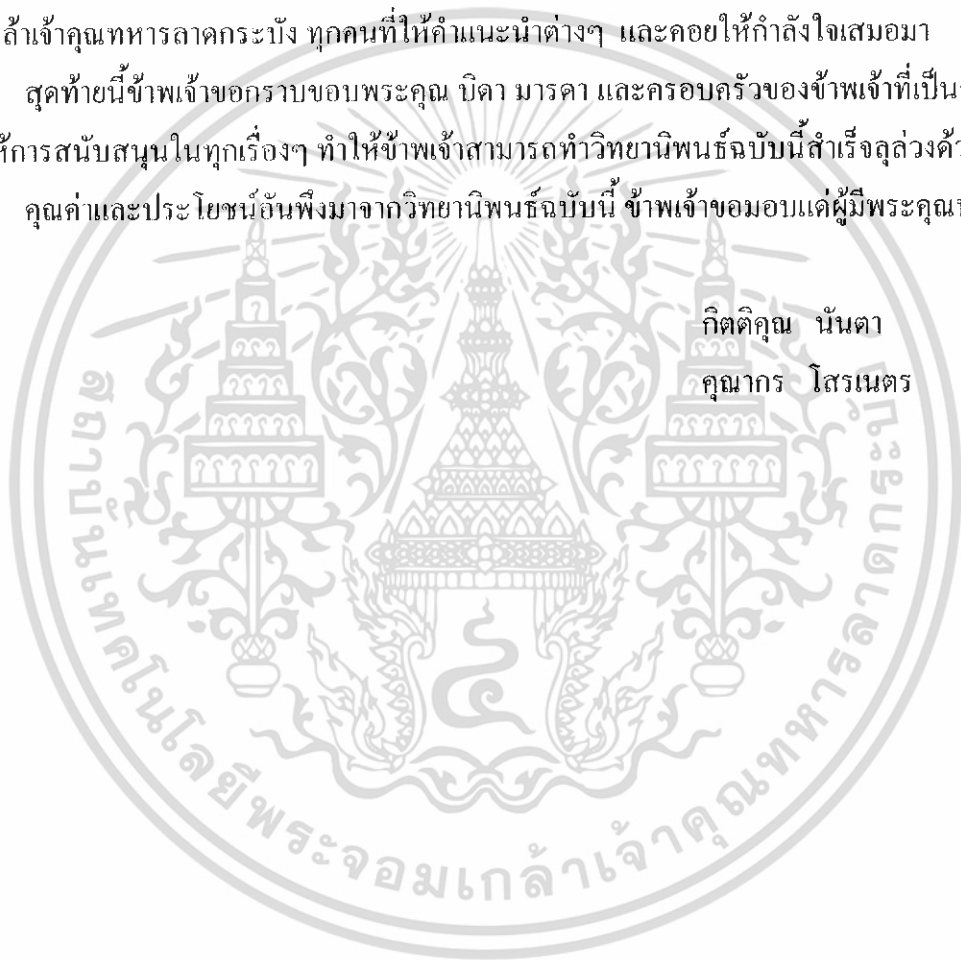 ล้าเจ้าคุณทหารลาดกระบัง ทุกคนที่ให้คำแนะนำต่างๆ และคอยให้กำลังใจเสมอมา
สุดท้ายนี้ข้าพเจ้าขอกราบขอบพระคุณ บิดา มารดา และครอบครัวของข้าพเจ้าที่เป็น
ห้การสนับสนุนในทุกเรื่องๆ ทำให้ข้าพเจ้าสามารถทำวิทยานิพนธ์ฉบับนี้สำเร็จลุล่วงด้ว
คุณค่าและประโยชน์อันพึงมาจากวิทยานิพนธ์ฉบับนี้ ข้าพเจ้าขอมอบแด่ผู้มีพระคุณ
กิตติคุณ นันตา
คุณากร โสรเนตร
สถาบันเทคโนโลยีพระจอมเกล้าเจ้าคุณทหารลาดกระบัง